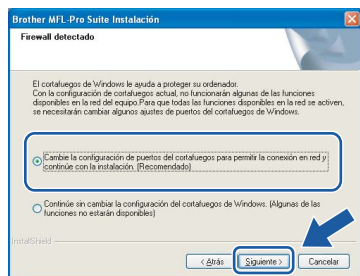 Brother MFL-Pro Suite Instalación
Firewall detectado
El cortafuegos de Windows le ayuda a proteger su ordenador.
Con la configuración de cortafuegos actual, no funcionarán algunas de las funciones
disponibles en la red del equipo.Para que todas las funciones disponibles en la red se activen,
se necesitarán cambiar algunos ajustes de puertos del cortafuegos de Windows.
Cambie la configuración de puertos del cortafuegos para permitir la conexión en red y
continúe con la instalación. (Recomendado)
Continúe sin cambiar la configuración del cortafuegos de Windows. (Algunas de las
funciones no estarán disponibles)
InstallShield
< Atrás
Siguiente >
Cancelar